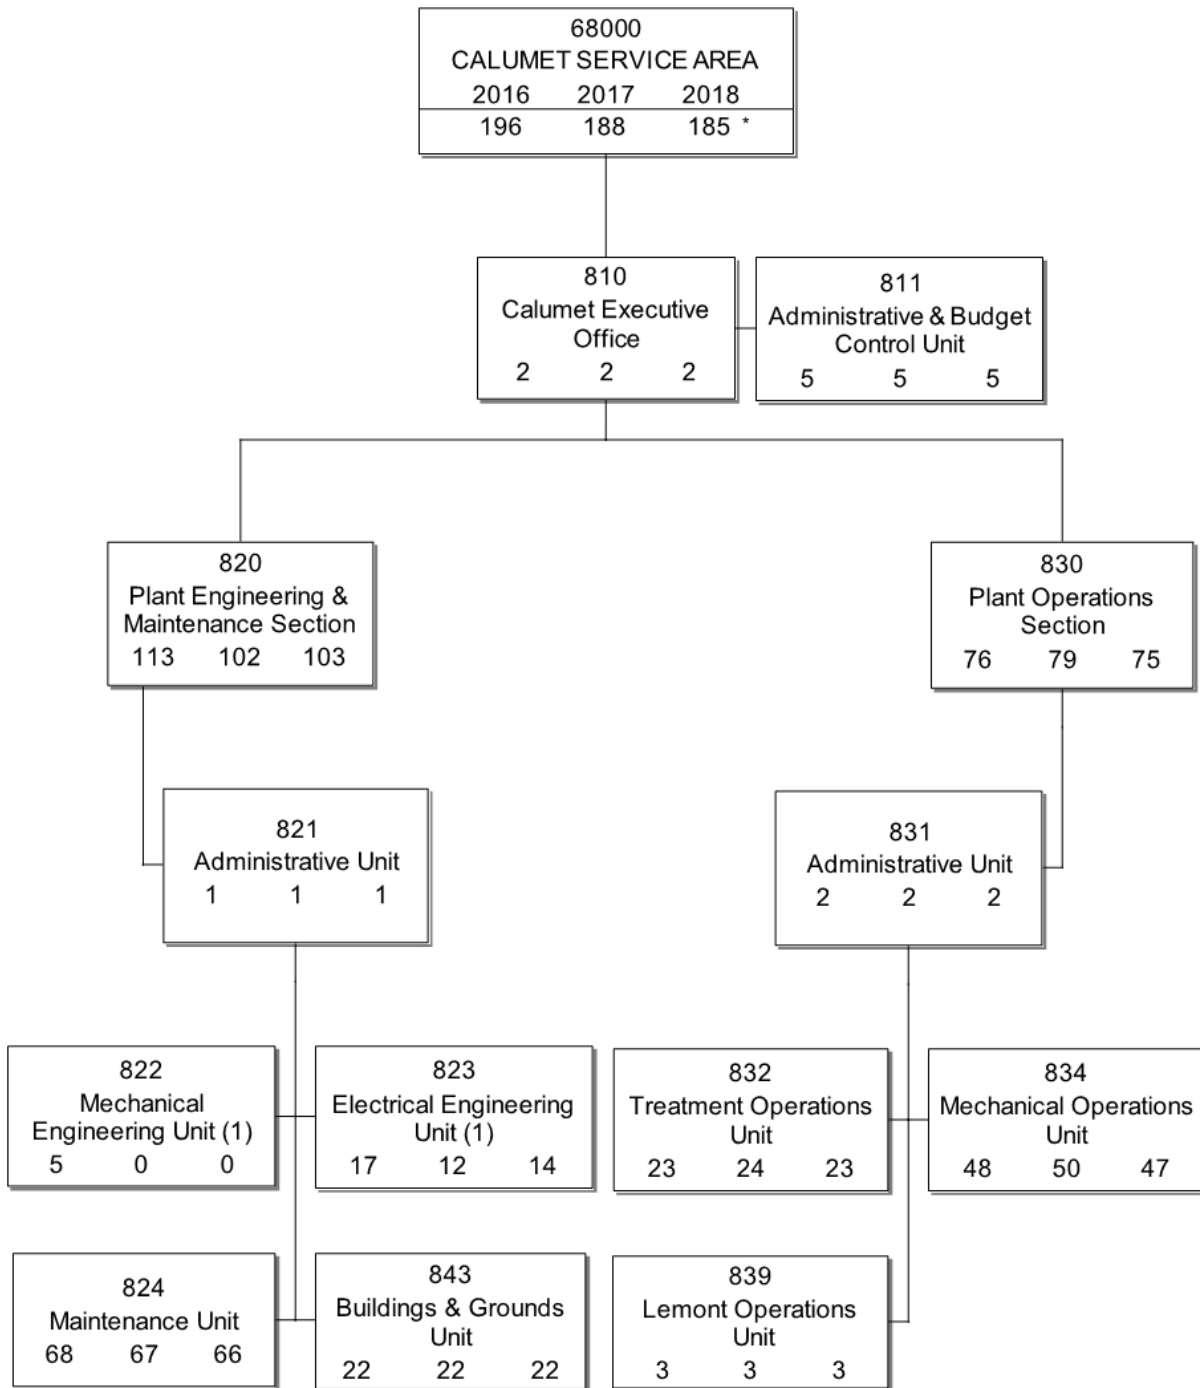 68000
CALUMET SERVICE AREA
2016 2017 2018
196 188 185 *
810
Calumet Executive
Office
2 2 2
811
Administrative & Budget
Control Unit
5 5 5
820
Plant Engineering &
Maintenance Section
113 102 103
830
Plant Operations
Section
76 79 75
821
Administrative Unit
1 1 1
831
Administrative Unit
2 2 2
822
Mechanical
Engineering Unit (1)
5 0 0
823
Electrical Engineering
Unit (1)
17 12 14
832
Treatment Operations
Unit
23 24 23
834
Mechanical Operations
Unit
48 50 47
824
Maintenance Unit
68 67 66
843
Buildings & Grounds
Unit
22 22 22
839
Lemont Operations
Unit
3 3 3